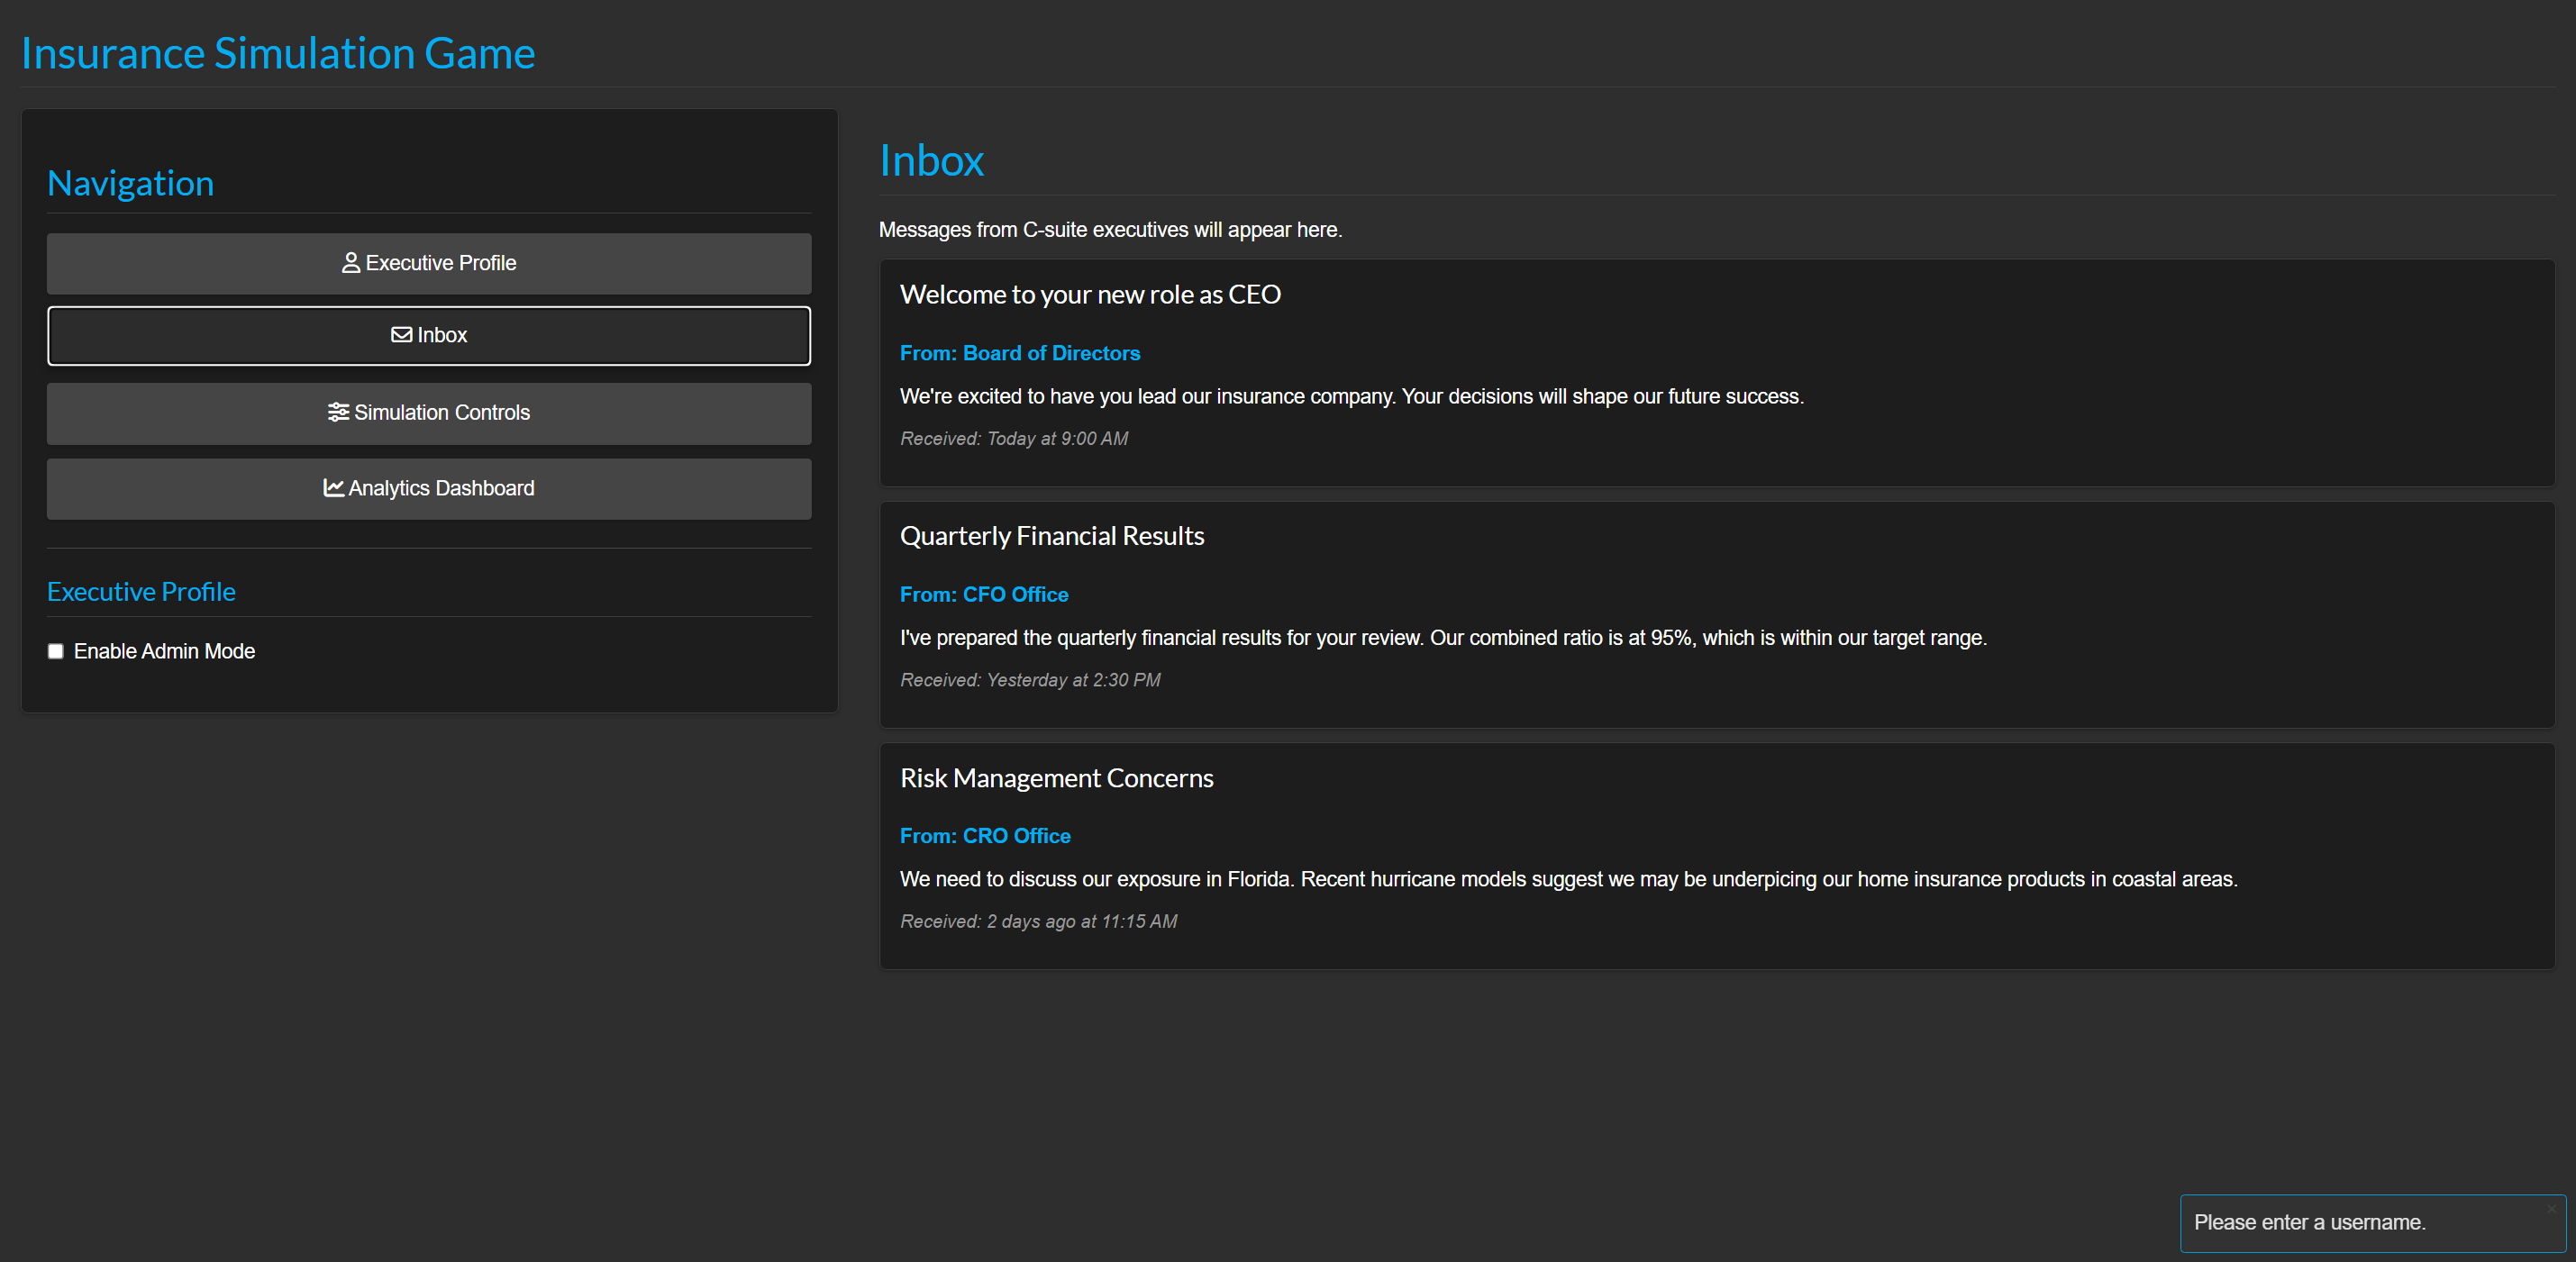 Insurance Simulation Game
Navigation
Executive Profile
Inbox
Simulation Controls
Analytics Dashboard
Executive Profile
Enable Admin Mode
Inbox
Messages from C-suite executives will appear here.
Welcome to your new role as CEO
From: Board of Directors
We're excited to have you lead our insurance company. Your decisions will shape our future success.
Received: Today at 9:00 AM
Quarterly Financial Results
From: CFO Office
I've prepared the quarterly financial results for your review. Our combined ratio is at 95%, which is within our target range.
Received: Yesterday at 2:30 PM
Risk Management Concerns
From: CRO Office
We need to discuss our exposure in Florida. Recent hurricane models suggest we may be underpicing our home insurance products in coastal areas.
Received: 2 days ago at 11:15 AM
Please enter a username.